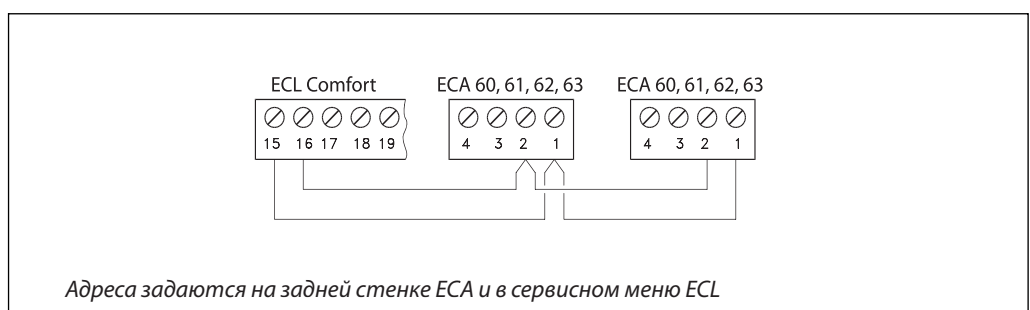 ECL Comfort ECA 60, 61, 62, 63 ECA 60, 61, 62, 63
15 16 17 18 19 4 3 2 1 4 3 2 1
Адреса задаются на задней стенке ECA и в сервисном меню ECL